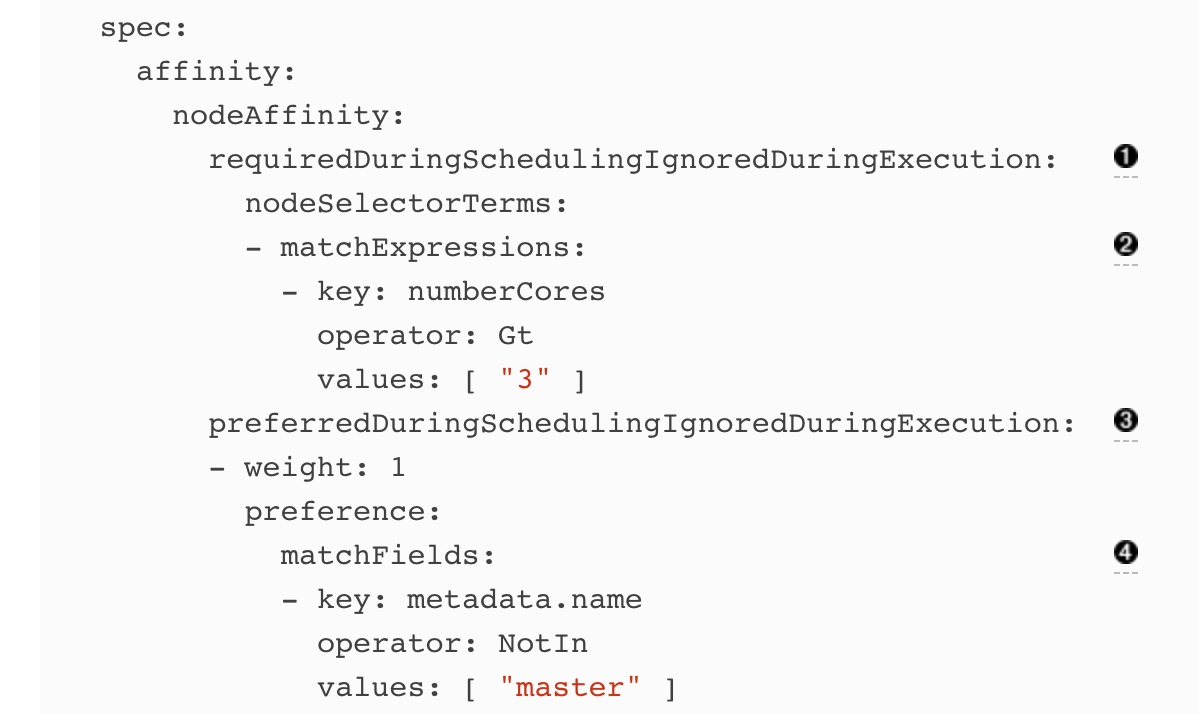 spec:
  affinity:
    nodeAffinity:
      requiredDuringSchedulingIgnoredDuringExecution: ❶
        nodeSelectorTerms:
        - matchExpressions: ❷
          - key: numberCores
            operator: Gt
            values: [ "3" ]
      preferredDuringSchedulingIgnoredDuringExecution: ❸
      - weight: 1
        preference:
          matchFields: ❹
          - key: metadata.name
            operator: NotIn
            values: [ "master" ]